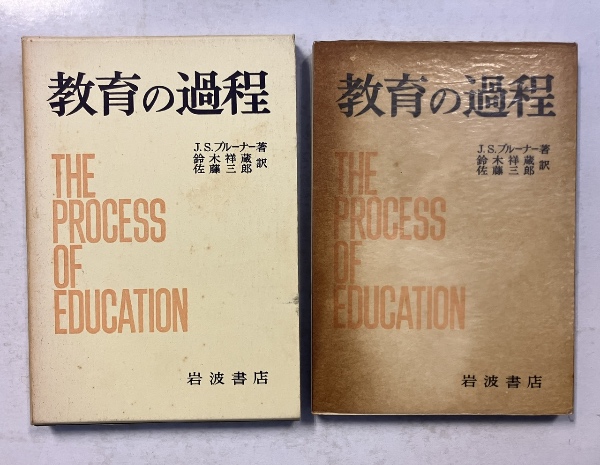 教育の過程
J.S.ブルーナー著
鈴木祥蔵
佐藤三郎 訳
THE
PROCESS
OF
EDUCATION
岩波書店
教育の過程
J.S.ブルーナー著
鈴木祥蔵
佐藤三郎 訳
THE
PROCESS
OF
EDUCATION
岩波書店